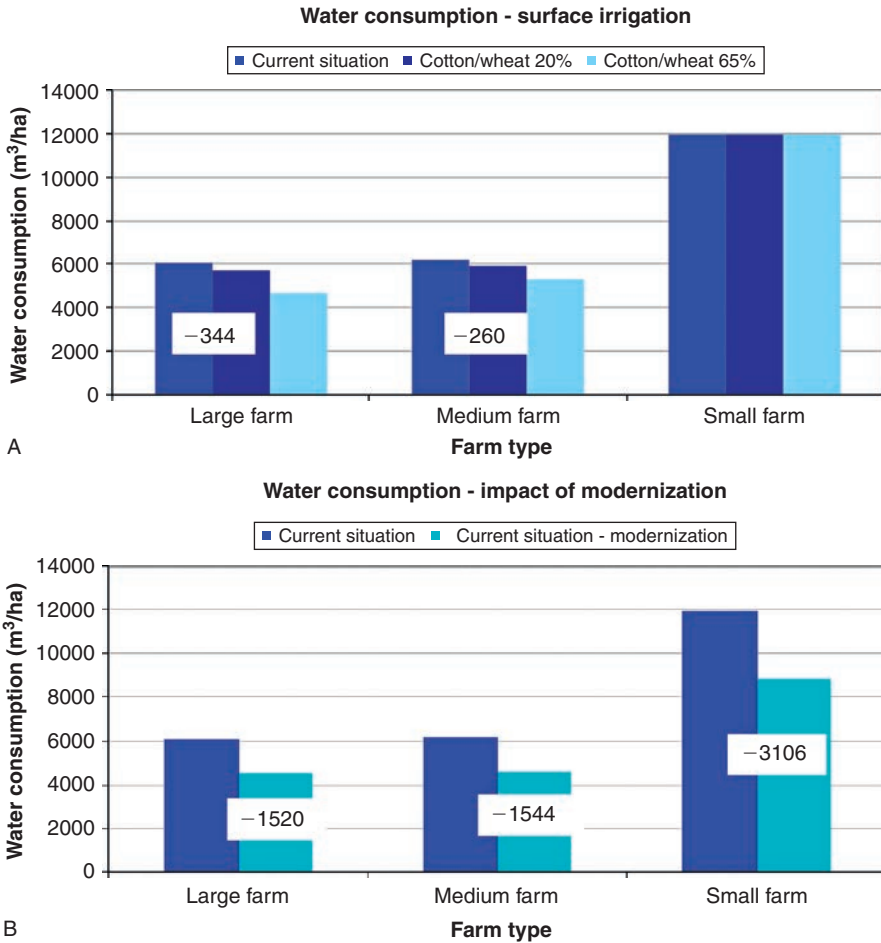 Water consumption - surface irrigation
Current situation Cotton/wheat 20% Cotton/wheat 65%
Water consumption (m³/ha)
14000
12000
10000
8000
6000
4000
2000
0
−344
−260
Large farm Medium farm Small farm
Farm type
A
Water consumption - impact of modernization
Current situation Current situation - modernization
Water consumption (m³/ha)
14000
12000
10000
8000
6000
4000
2000
0
−1520
−1544
−3106
Large farm Medium farm Small farm
Farm type
B